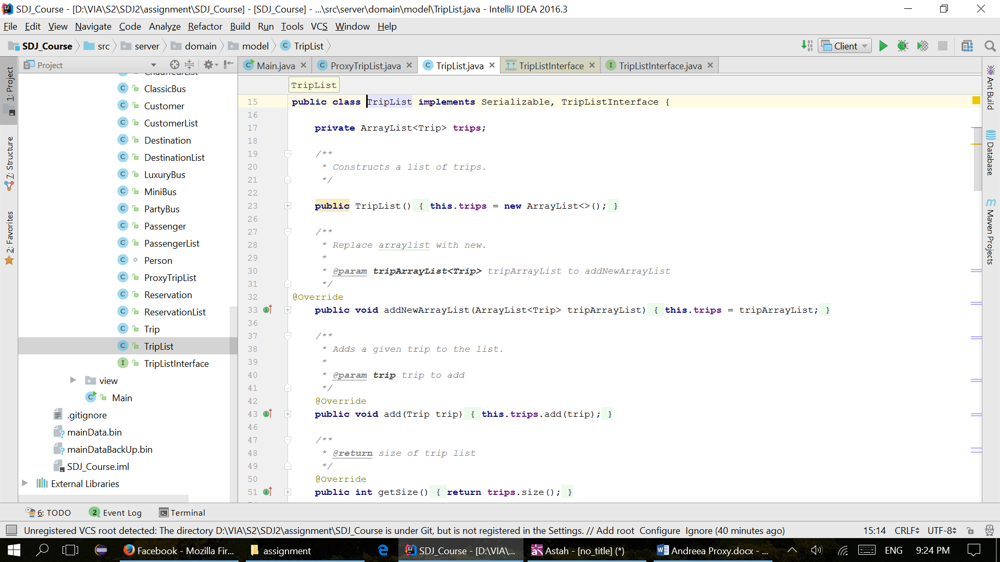 SDJ_Course - [D:\VIA\S2\SDJ2\assignment\SDJ_Course] - [SDJ_Course] - ...\src\server\domain\model\TripList.java - IntelliJ IDEA 2016.3
File Edit View Navigate Code Analyze Refactor Build Run Tools VCS Window Help
SDJ_Course src server domain model TripList Client
Project
Main.java ProxyTripList.java TripList.java TripListInterface TripListInterface.java
1: Project
7: Structure
2: Favorites
ClassicBus
Customer
CustomerList
Destination
DestinationList
LuxuryBus
MiniBus
PartyBus
Passenger
PassengerList
Person
ProxyTripList
Reservation
ReservationList
Trip
TripList
TripListInterface
view
Main
.gitignore
mainData.bin
mainDataBackUp.bin
SDJ_Course.iml
External Libraries
TripList
15 public class TripList implements Serializable, TripListInterface {
16
17 private ArrayList<Trip> trips;
18
19 /**
20 * Constructs a list of trips.
21 */
22
23 public TripList() { this.trips = new ArrayList<>(); }
26
27 /**
28 * Replace arraylist with new.
29 *
30 * @param tripArrayList<Trip> tripArrayList to addNewArrayList
31 */
32 @Override
33 public void addNewArrayList(ArrayList<Trip> tripArrayList) { this.trips = tripArrayList; }
36
37 /**
38 * Adds a given trip to the list.
39 *
40 * @param trip trip to add
41 */
42 @Override
43 public void add(Trip trip) { this.trips.add(trip); }
46
47 /**
48 * @return size of trip list
49 */
50 @Override
51 public int getSize() { return trips.size(); }
Ant Build
Database
Maven Projects
6: TODO 2 Event Log Terminal
Unregistered VCS root detected: The directory D:\VIA\S2\SDJ2\assignment\SDJ_Course is under Git, but is not registered in the Settings. // Add root Configure Ignore (40 minutes ago) 15:14 CRLF UTF-8
Facebook - Mozilla Fir... assignment SDJ_Course - [D:\VIA\... Astah - [no_title] (*) Andreea Proxy.docx - ... ENG 9:24 PM